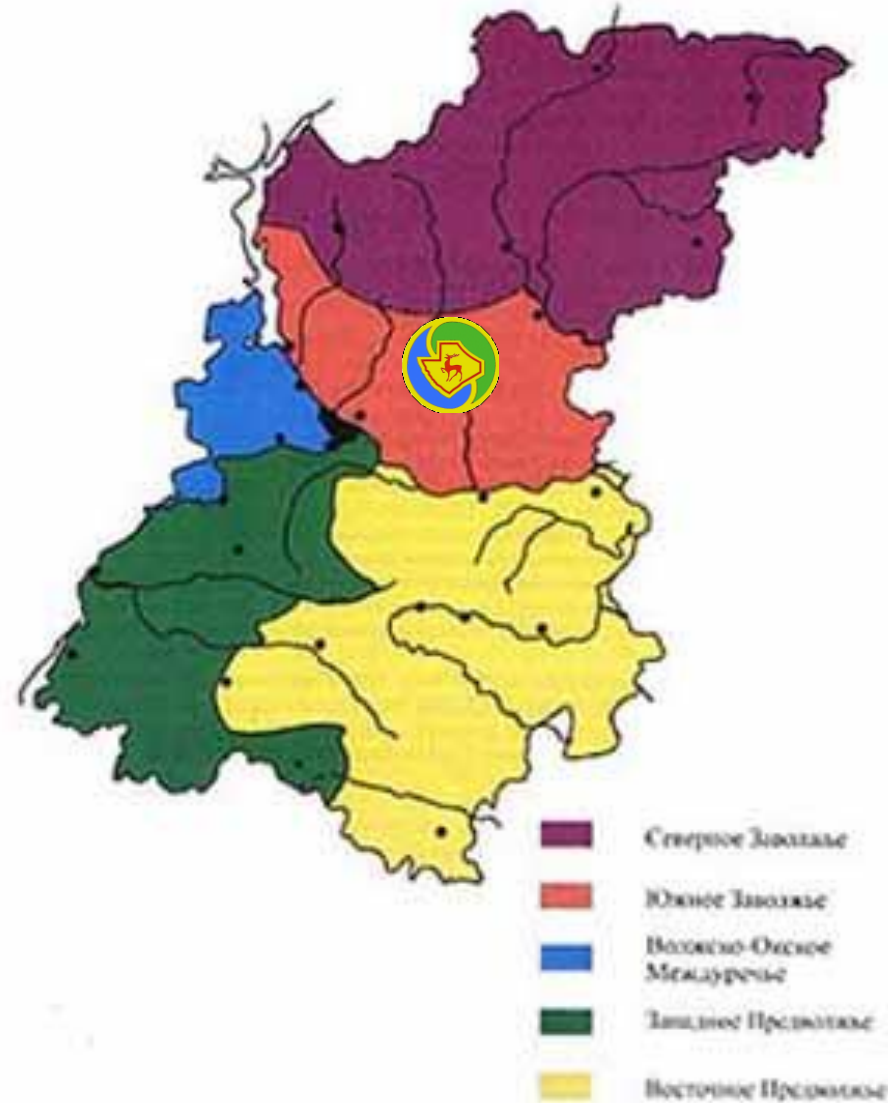 Северное Заволжье
Южное Заволжье
Волжско-Окское
Междуречье
Западное Предволжье
Восточное Предволжье